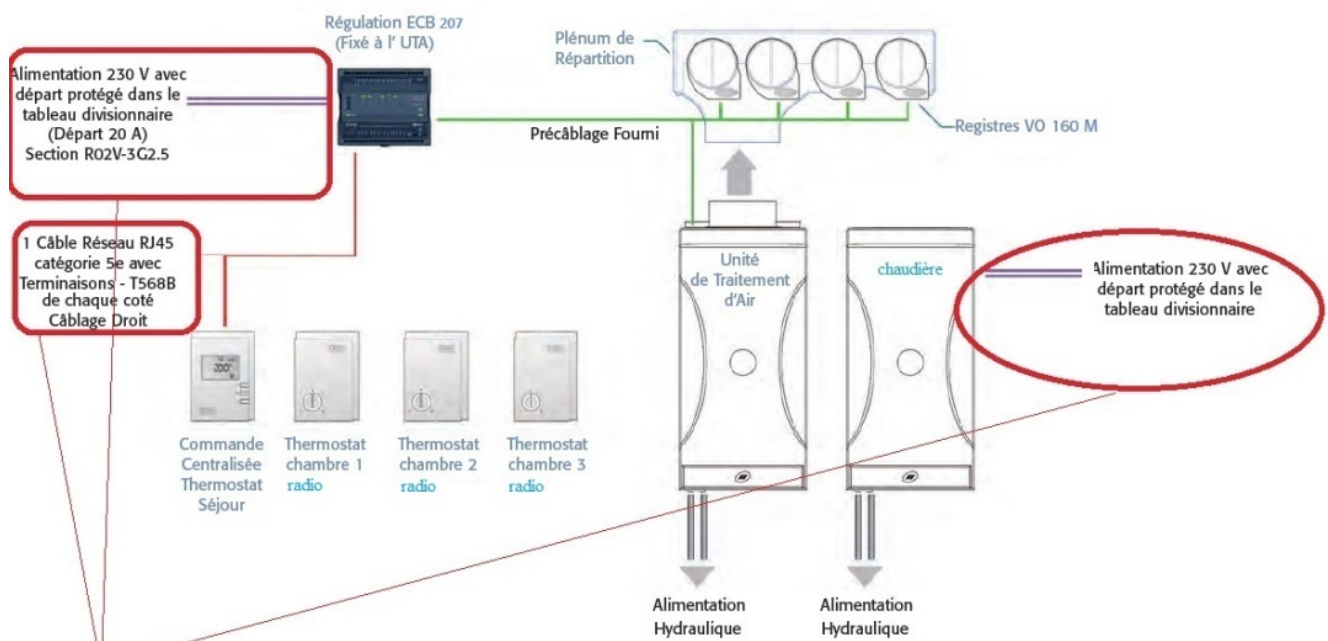 Régulation ECB 207
(Fixé à l' UTA)
Alimentation 230 V avec
départ protégé dans le
tableau divisionnaire
(Départ 20 A)
Section R02V-3G2.5
Plénum de
Répartition
Précâblage Fourni
Registres VO 160 M
1 Câble Réseau RJ45
catégorie 5e avec
Terminaisons - T568B
de chaque coté
Câblage Droit
Unité
de Traitement
d'Air
chaudière
Alimentation 230 V avec
départ protégé dans le
tableau divisionnaire
Commande
Centralisée
Thermostat
Séjour
Thermostat
chambre 1
radio
Thermostat
chambre 2
radio
Thermostat
chambre 3
radio
Alimentation
Hydraulique
Alimentation
Hydraulique